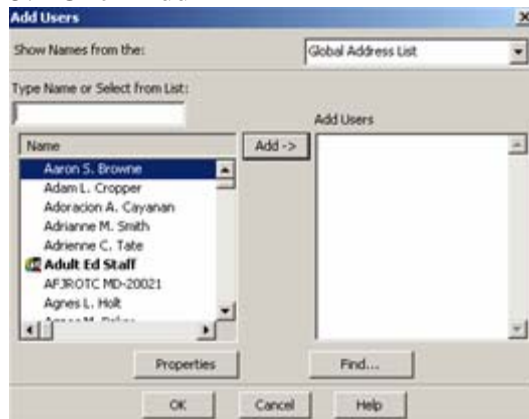 Add Users
Show Names from the:
Global Address List
Type Name or Select from List:
Add Users
Name
Add ->
Aaron S. Browne
Adam L. Cropper
Adoracion A. Cayanan
Adrianne M. Smith
Adrienne C. Tate
Adult Ed Staff
AFJROTC MD-20021
Agnes L. Holt
Properties
Find...
OK
Cancel
Help